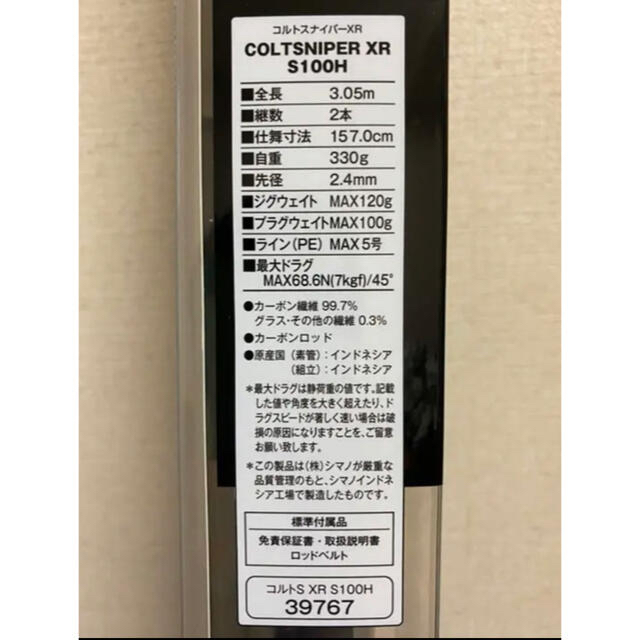 コルトスナイパーXR
COLTSNIPER XR
S100H
■全長 3.05m
■継数 2本
■仕舞寸法 157.0cm
■自重 330g
■先径 2.4mm
■ジグウェイト MAX120g
■プラグウェイトMAX100g
■ライン(PE) MAX5号
■最大ドラグ
MAX68.6N(7kgf)/45°
●カーボン繊維 99.7%
グラス・その他の繊維 0.3%
●カーボンロッド
●原産国(素管):インドネシア
(組立):インドネシア
*最大ドラグは静荷重の値です。記載
した値や角度を大きく超えたり、ド
ラグスピードが著しく速い場合は破
損の原因になりますことを、ご留意
お願い致します。
*この製品は(株)シマノが厳重な
品質管理のもと、シマノインドネ
シア工場で製造したものです。
標準付属品
免責保証書・取扱説明書
ロッドベルト
コルトS XR S100H
39767